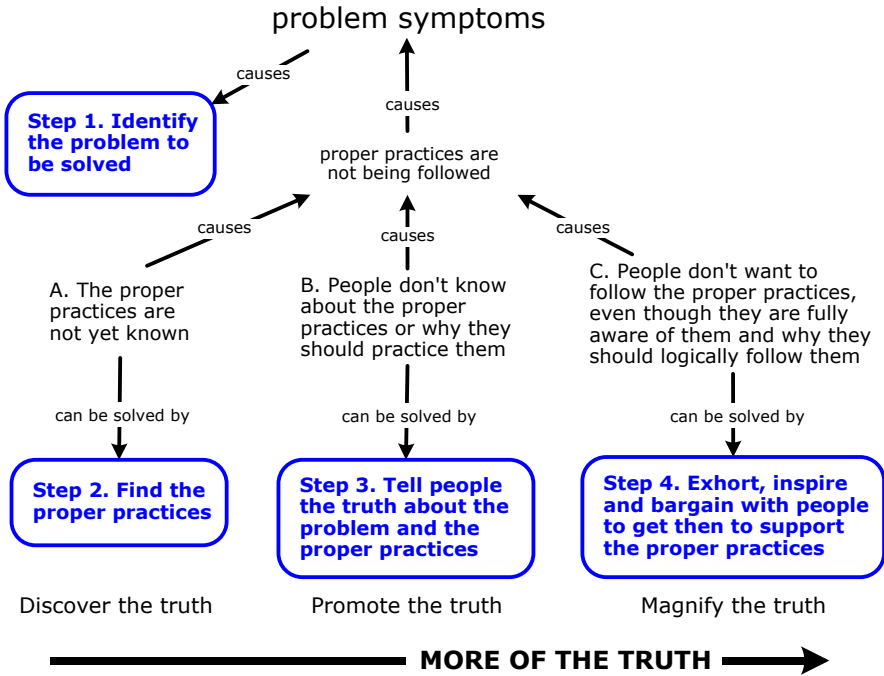 problem symptoms
causes
causes
Step 1. Identify
the problem to
be solved
proper practices are
not being followed
causes
causes
causes
A. The proper
practices are
not yet known
B. People don't know
about the proper
practices or why they
should practice them
C. People don't want to
follow the proper practices,
even though they are fully
aware of them and why they
should logically follow them
can be solved by
can be solved by
can be solved by
Step 2. Find the
proper practices
Step 3. Tell people
the truth about the
problem and the
proper practices
Step 4. Exhort, inspire
and bargain with people
to get then to support
the proper practices
Discover the truth
Promote the truth
Magnify the truth
MORE OF THE TRUTH